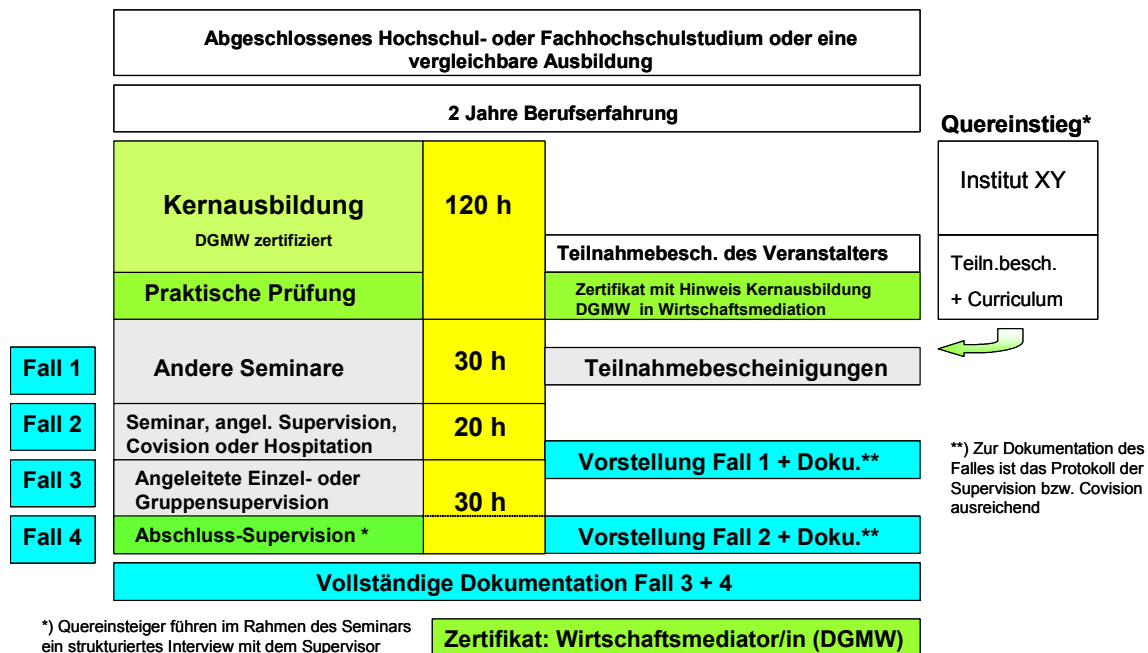 Abgeschlossenes Hochschul- oder Fachhochschulstudium oder eine
vergleichbare Ausbildung
2 Jahre Berufserfahrung
Quereinstieg*
Institut XY
Kernausbildung
120 h
DGMW zertifiziert
Teilnahmebesch. des Veranstalters
Teiln.besch.
+ Curriculum
Praktische Prüfung
Zertifikat mit Hinweis Kernausbildung
DGMW in Wirtschaftsmediation
Fall 1
Andere Seminare
30 h
Teilnahmebescheinigungen
Fall 2
Seminar, angel. Supervision,
Covision oder Hospitation
20 h
Vorstellung Fall 1 + Doku.**
**) Zur Dokumentation des
Falles ist das Protokoll der
Supervision bzw. Covision
ausreichend
Fall 3
Angeleitete Einzel- oder
Gruppensupervision
30 h
Fall 4
Abschluss-Supervision *
Vorstellung Fall 2 + Doku.**
Vollständige Dokumentation Fall 3 + 4
*) Quereinsteiger führen im Rahmen des Seminars
ein strukturiertes Interview mit dem Supervisor
Zertifikat: Wirtschaftsmediator/in (DGMW)